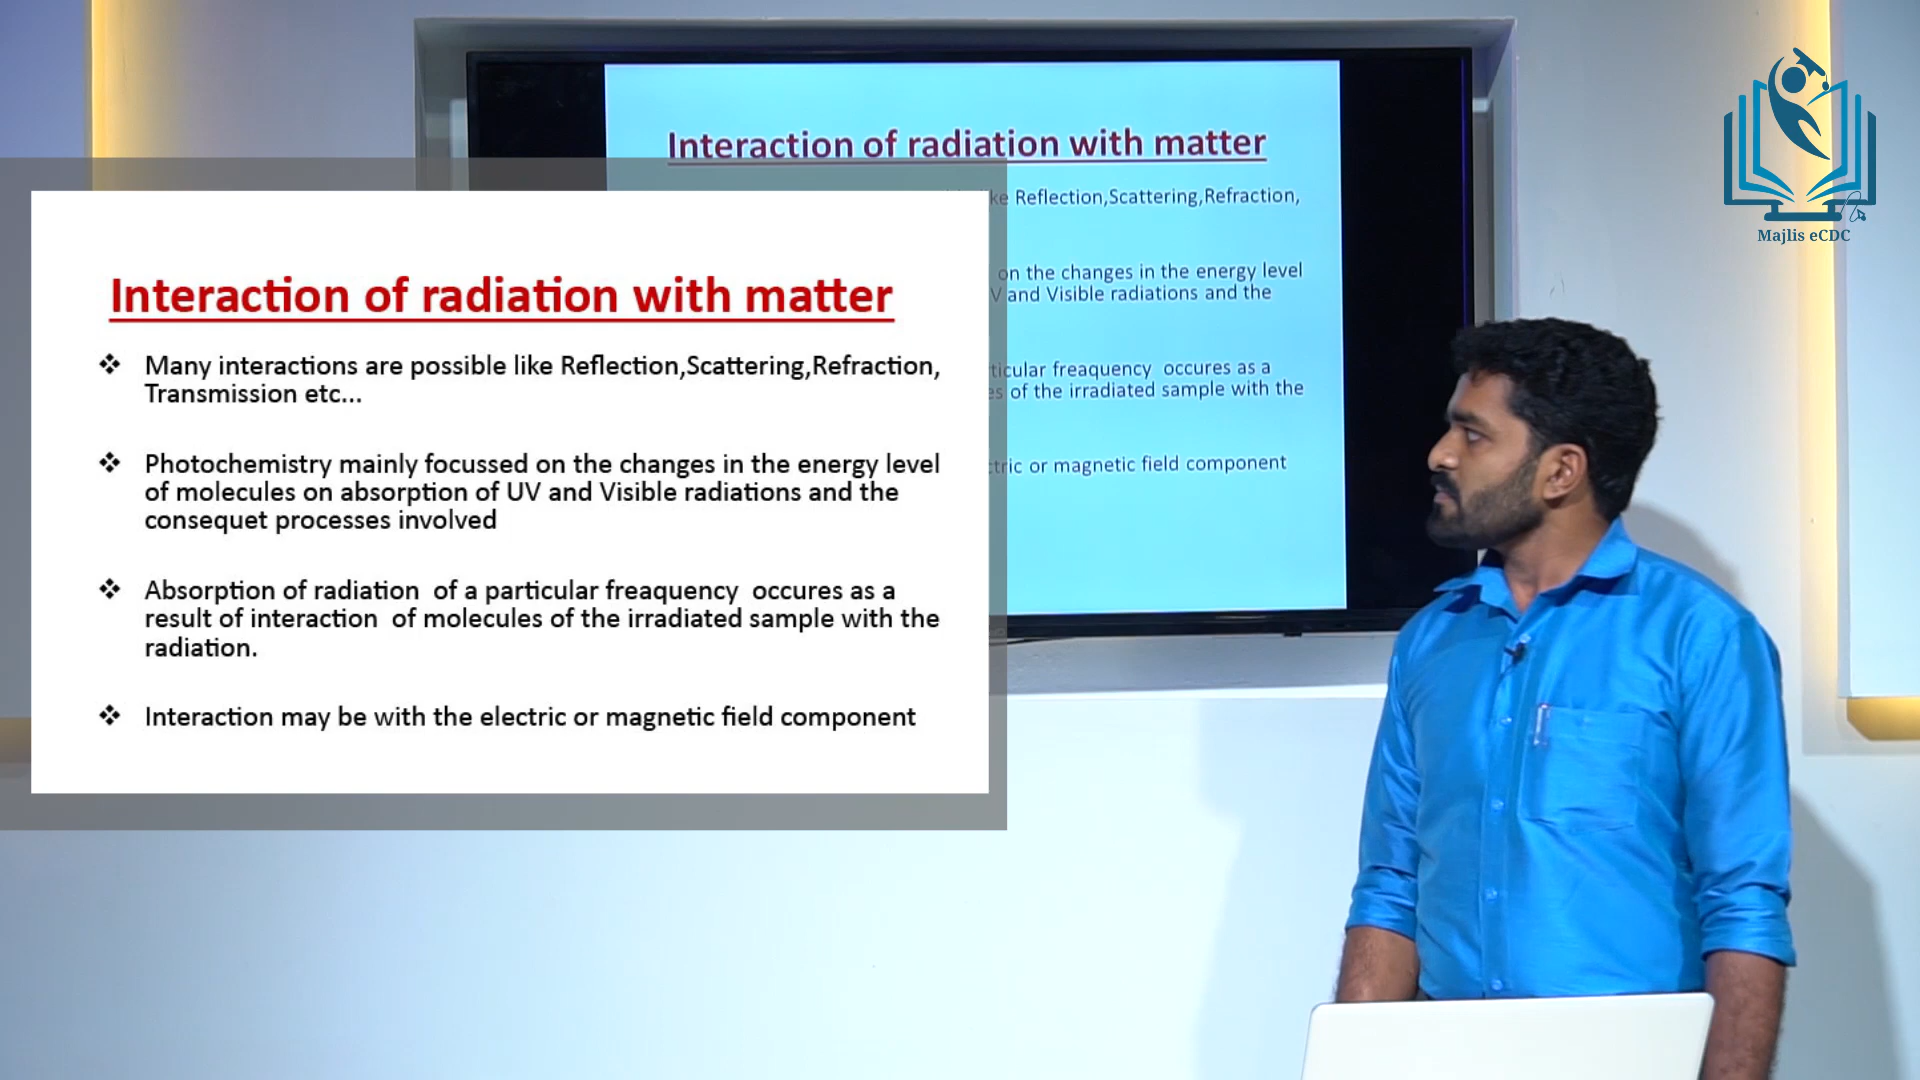 Interaction of radiation with matter
ke Reflection,Scattering,Refraction,
on the changes in the energy level
V and Visible radiations and the
ticular freaquency occures as a
es of the irradiated sample with the
tric or magnetic field component
Majlis eCDC
Interaction of radiation with matter
❖ Many interactions are possible like Reflection,Scattering,Refraction,
Transmission etc...
❖ Photochemistry mainly focussed on the changes in the energy level
of molecules on absorption of UV and Visible radiations and the
consequet processes involved
❖ Absorption of radiation of a particular freaquency occures as a
result of interaction of molecules of the irradiated sample with the
radiation.
❖ Interaction may be with the electric or magnetic field component